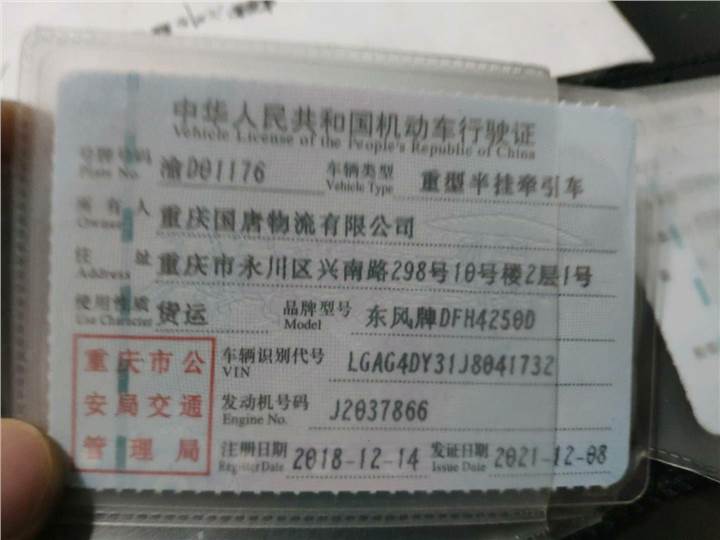 中华人民共和国机动车行驶证
Vehicle License of the People's Republic of China
号牌号码 渝D01176 车辆类型 重型半挂牵引车
Plate No. Vehicle Type
所有人 重庆国唐物流有限公司
Owner
住址 重庆市永川区兴南路298号10号楼2层1号
Address
使用性质 货运 品牌型号 东风牌DFH4250D
Use Character Model
重庆市公安局交通管理局
车辆识别代号 LGAG4DY31J8041732
VIN
发动机号码 J2037866
Engine No.
注册日期 2018-12-14 发证日期 2021-12-08
Register Date Issue Date